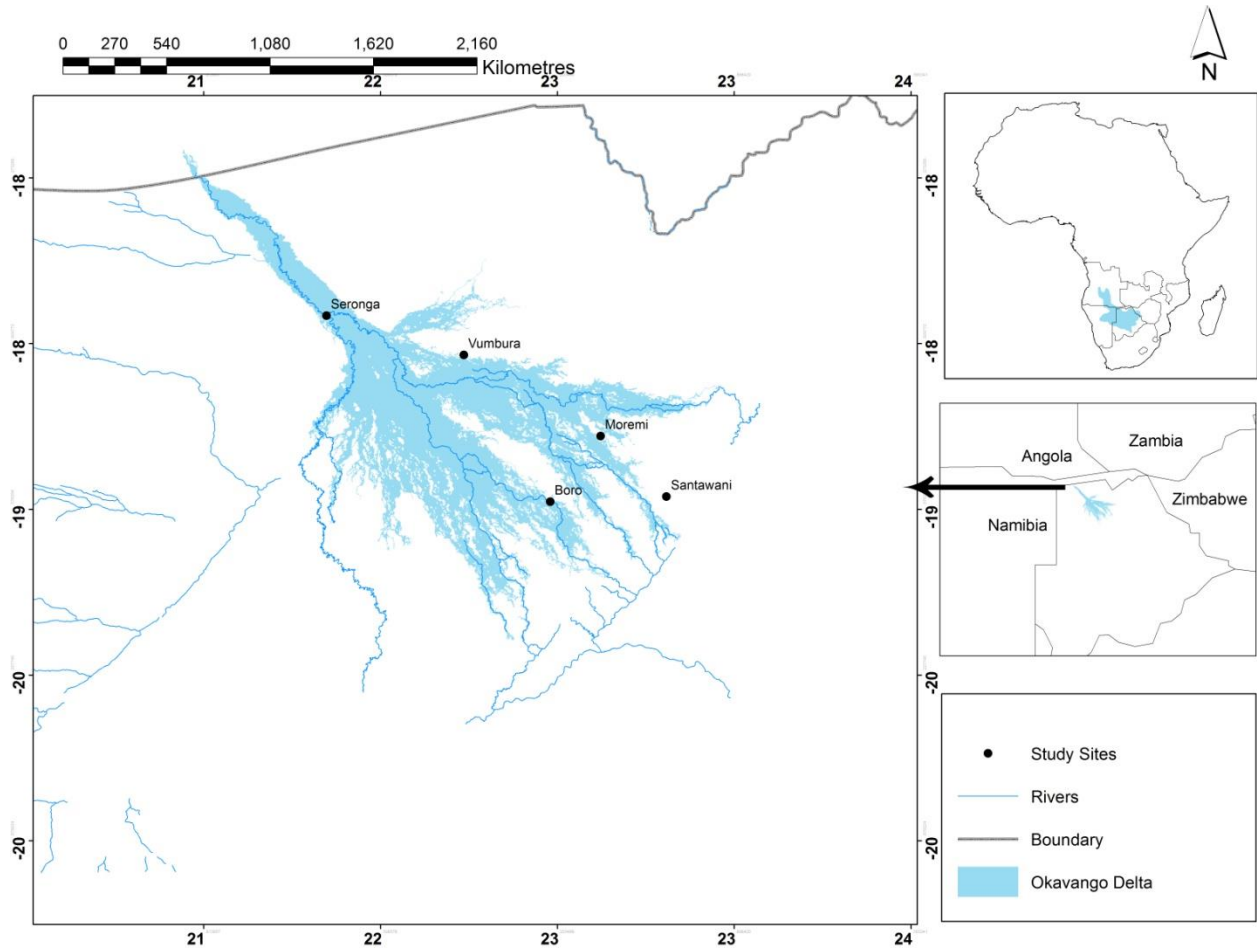 0 270 540 1,080 1,620 2,160
Kilometres
N
21 22 23 23 24
-18 -18
Seronga
Vumbura
-18 -18
Moremi
Boro
Santawani
-19 -19
-20 -20
-20 -20
21 22 23 23 24
Angola
Zambia
Zimbabwe
Namibia
Study Sites
Rivers
Boundary
Okavango Delta